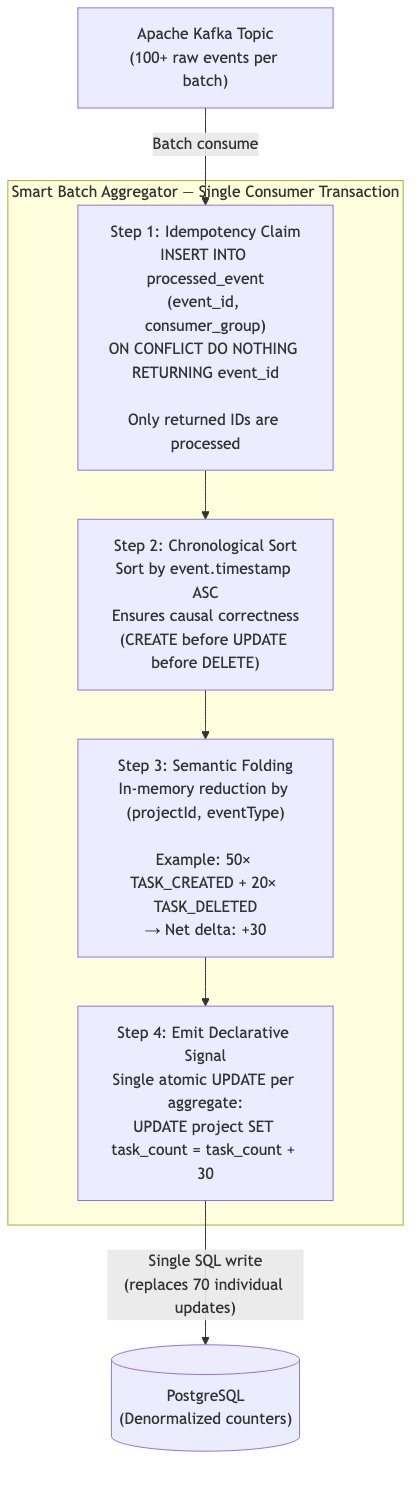 Apache Kafka Topic
(100+ raw events per
batch)
Batch consume
Smart Batch Aggregator — Single Consumer Transaction
Step 1: Idempotency Claim
INSERT INTO
processed_event
(event_id,
consumer_group)
ON CONFLICT DO NOTHING
RETURNING event_id
Only returned IDs are
processed
Step 2: Chronological Sort
Sort by event.timestamp
ASC
Ensures causal correctness
(CREATE before UPDATE
before DELETE)
Step 3: Semantic Folding
In-memory reduction by
(projectId, eventType)
Example: 50×
TASK_CREATED + 20×
TASK_DELETED
→ Net delta: +30
Step 4: Emit Declarative
Signal
Single atomic UPDATE per
aggregate:
UPDATE project SET
task_count = task_count +
30
Single SQL write
(replaces 70 individual
updates)
PostgreSQL
(Denormalized counters)